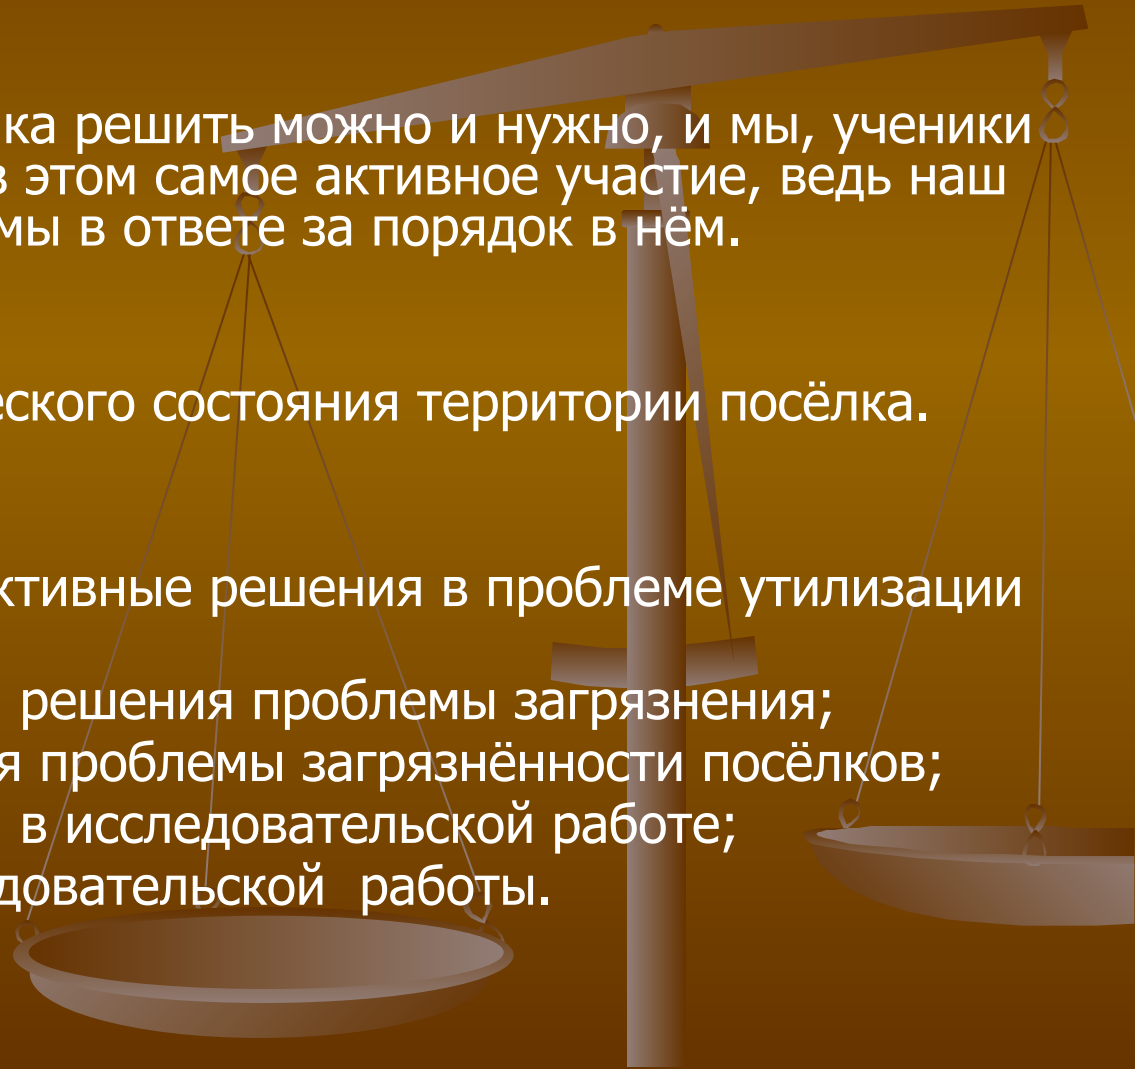 ка решить можно и нужно, и мы, ученики
в этом самое активное участие, ведь наш
мы в ответе за порядок в нём.
еского состояния территории посёлка.
ктивные решения в проблеме утилизации
решения проблемы загрязнения;
я проблемы загрязнённости посёлков;
в исследовательской работе;
довательской работы.